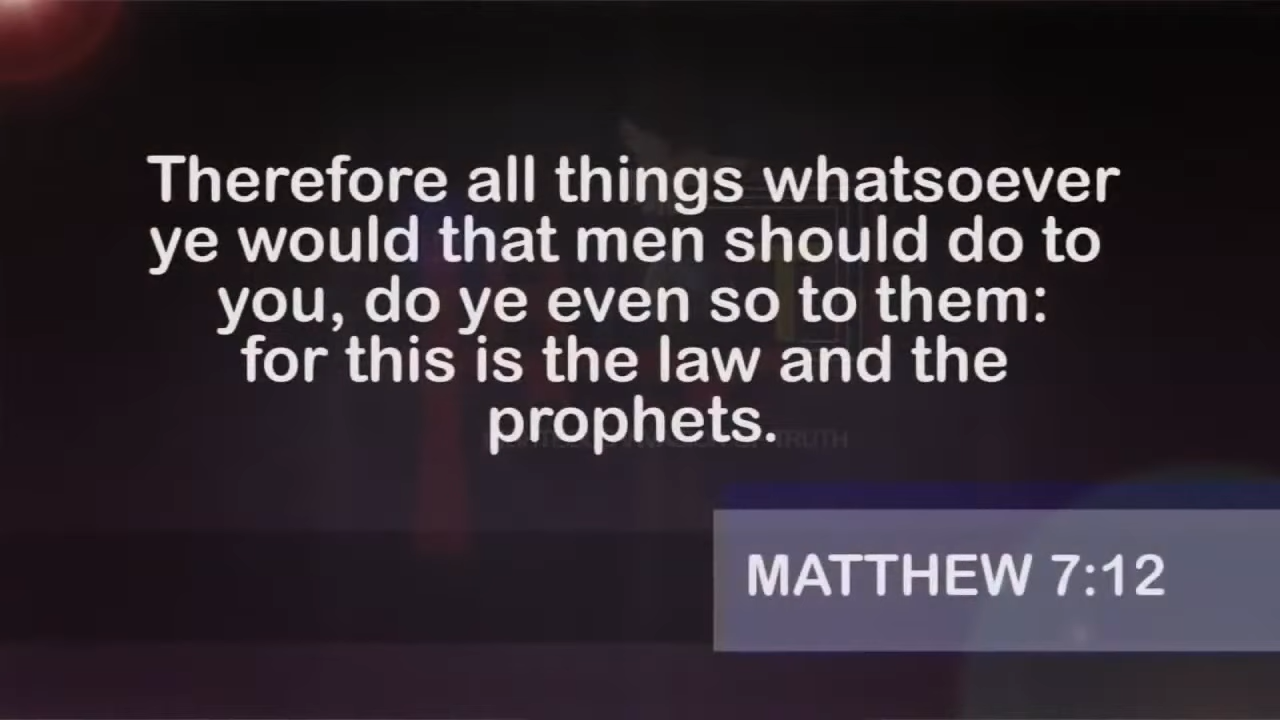 Therefore all things whatsoever
ye would that men should do to
you, do ye even so to them:
for this is the law and the
prophets.
TRUTH
MATTHEW 7:12